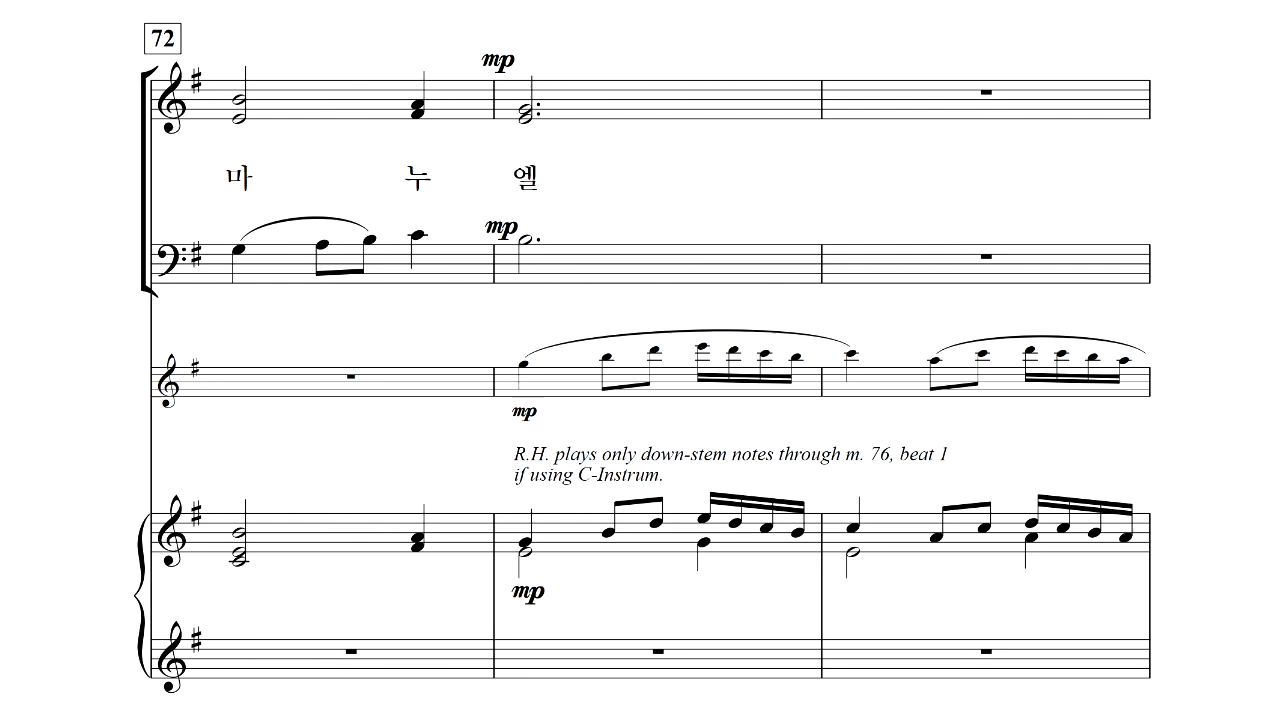 72
mp
마 누 엘
mp
mp
R.H. plays only down-stem notes through m. 76, beat 1
if using C-Instrum.
mp